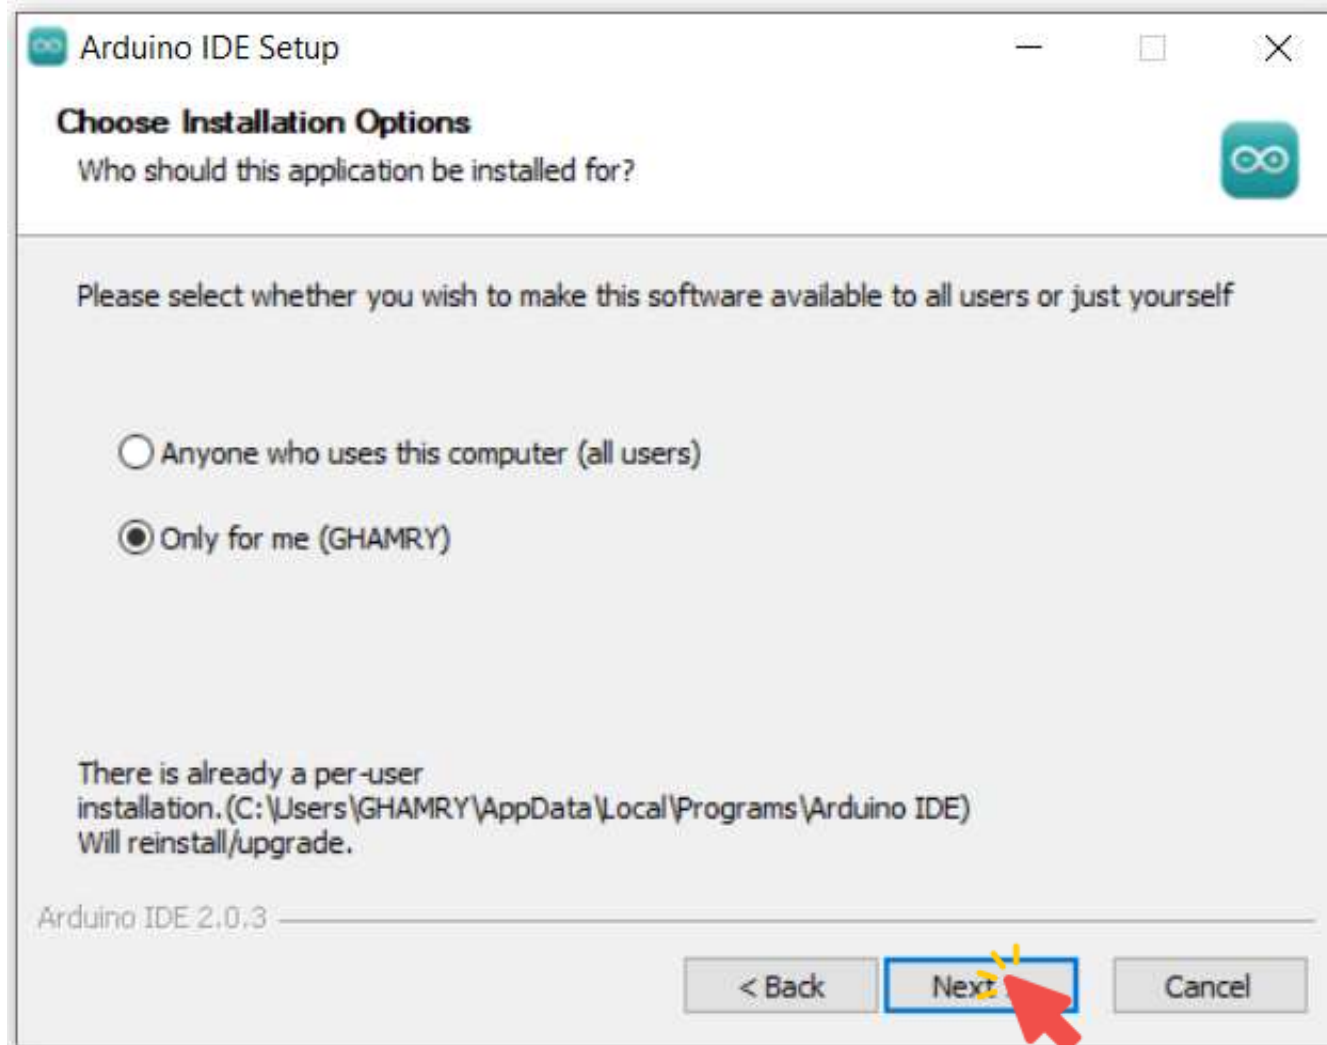 Arduino IDE Setup
Choose Installation Options
Who should this application be installed for?
Please select whether you wish to make this software available to all users or just yourself
Anyone who uses this computer (all users)
Only for me (GHAMRY)
There is already a per-user
installation.(C:\Users\GHAMRY\AppData\Local\Programs\Arduino IDE)
Will reinstall/upgrade.
Arduino IDE 2.0.3
< Back
Next
Cancel